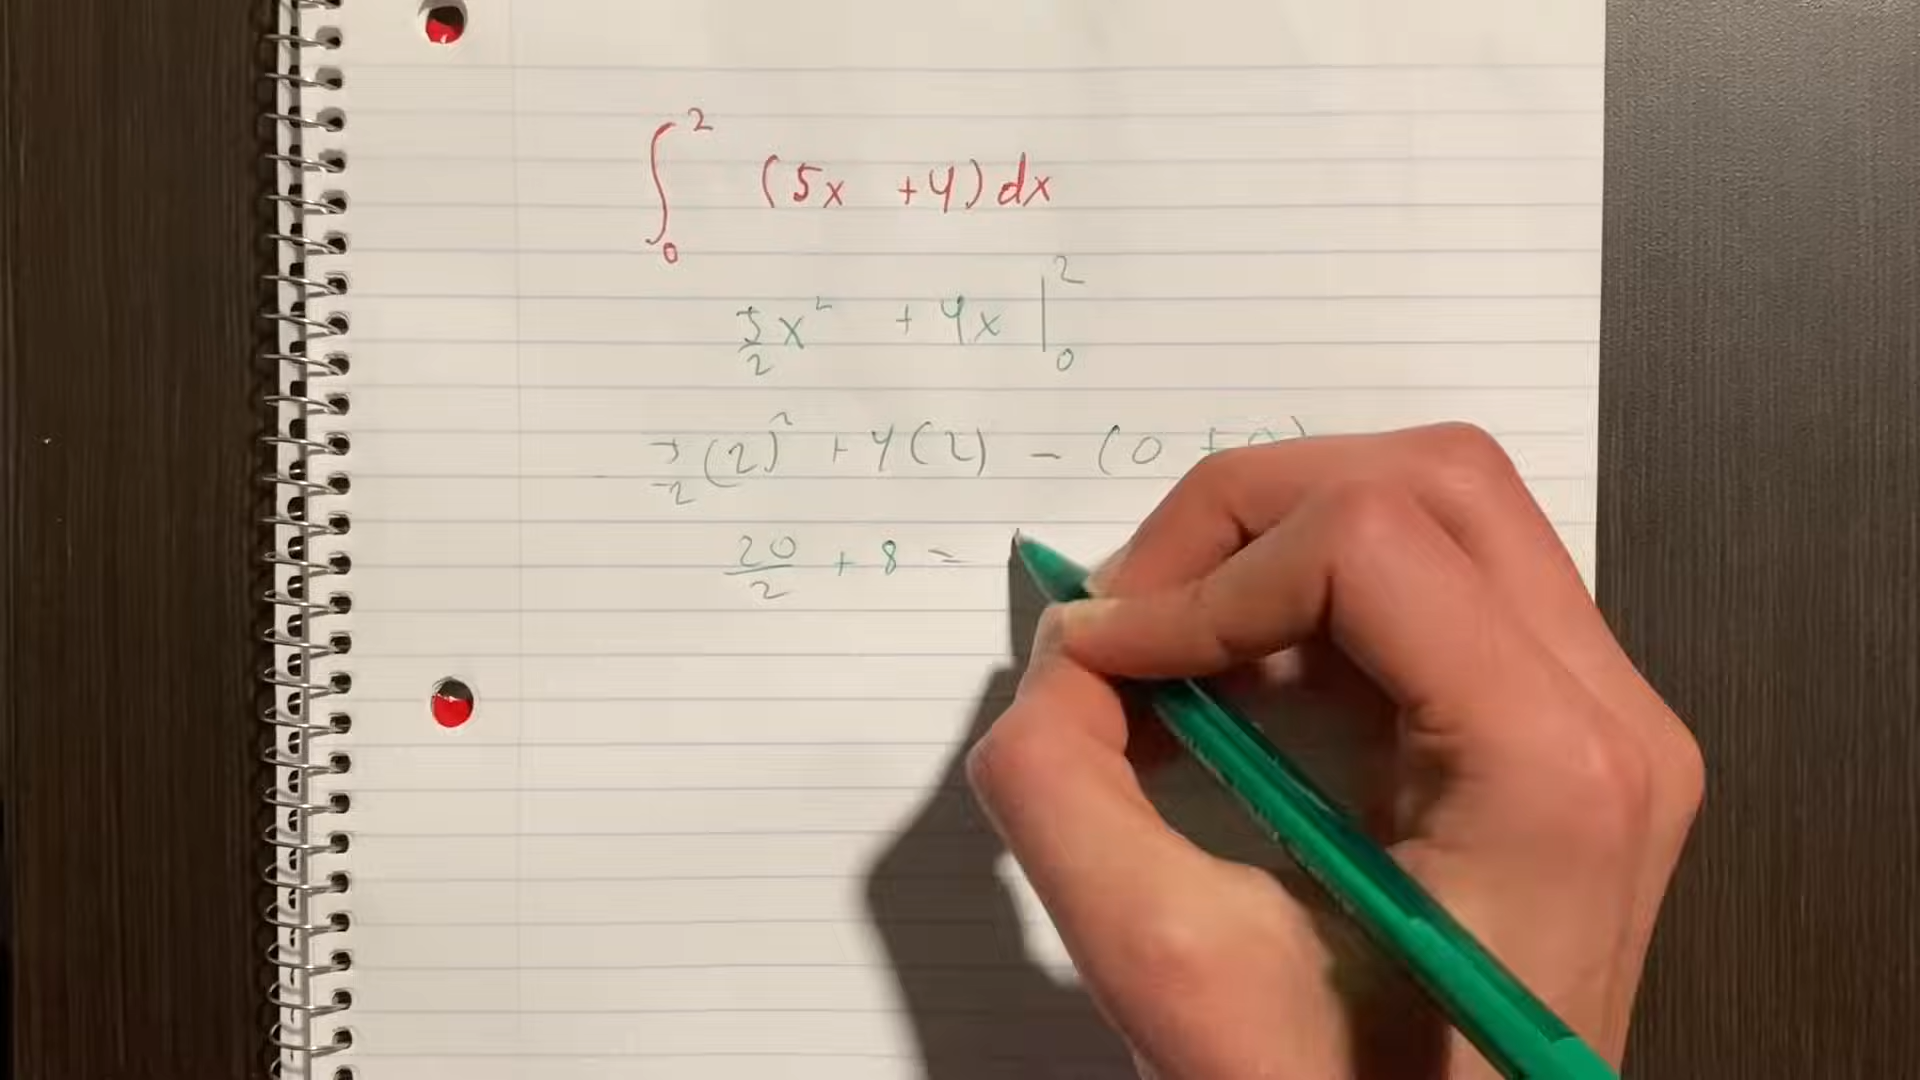 ∫₀² (5x + 4) dx
5/2 x² + 4x |₀²
5/2 (2)² + 4(2) - (0 + 0)
20/2 + 8 =